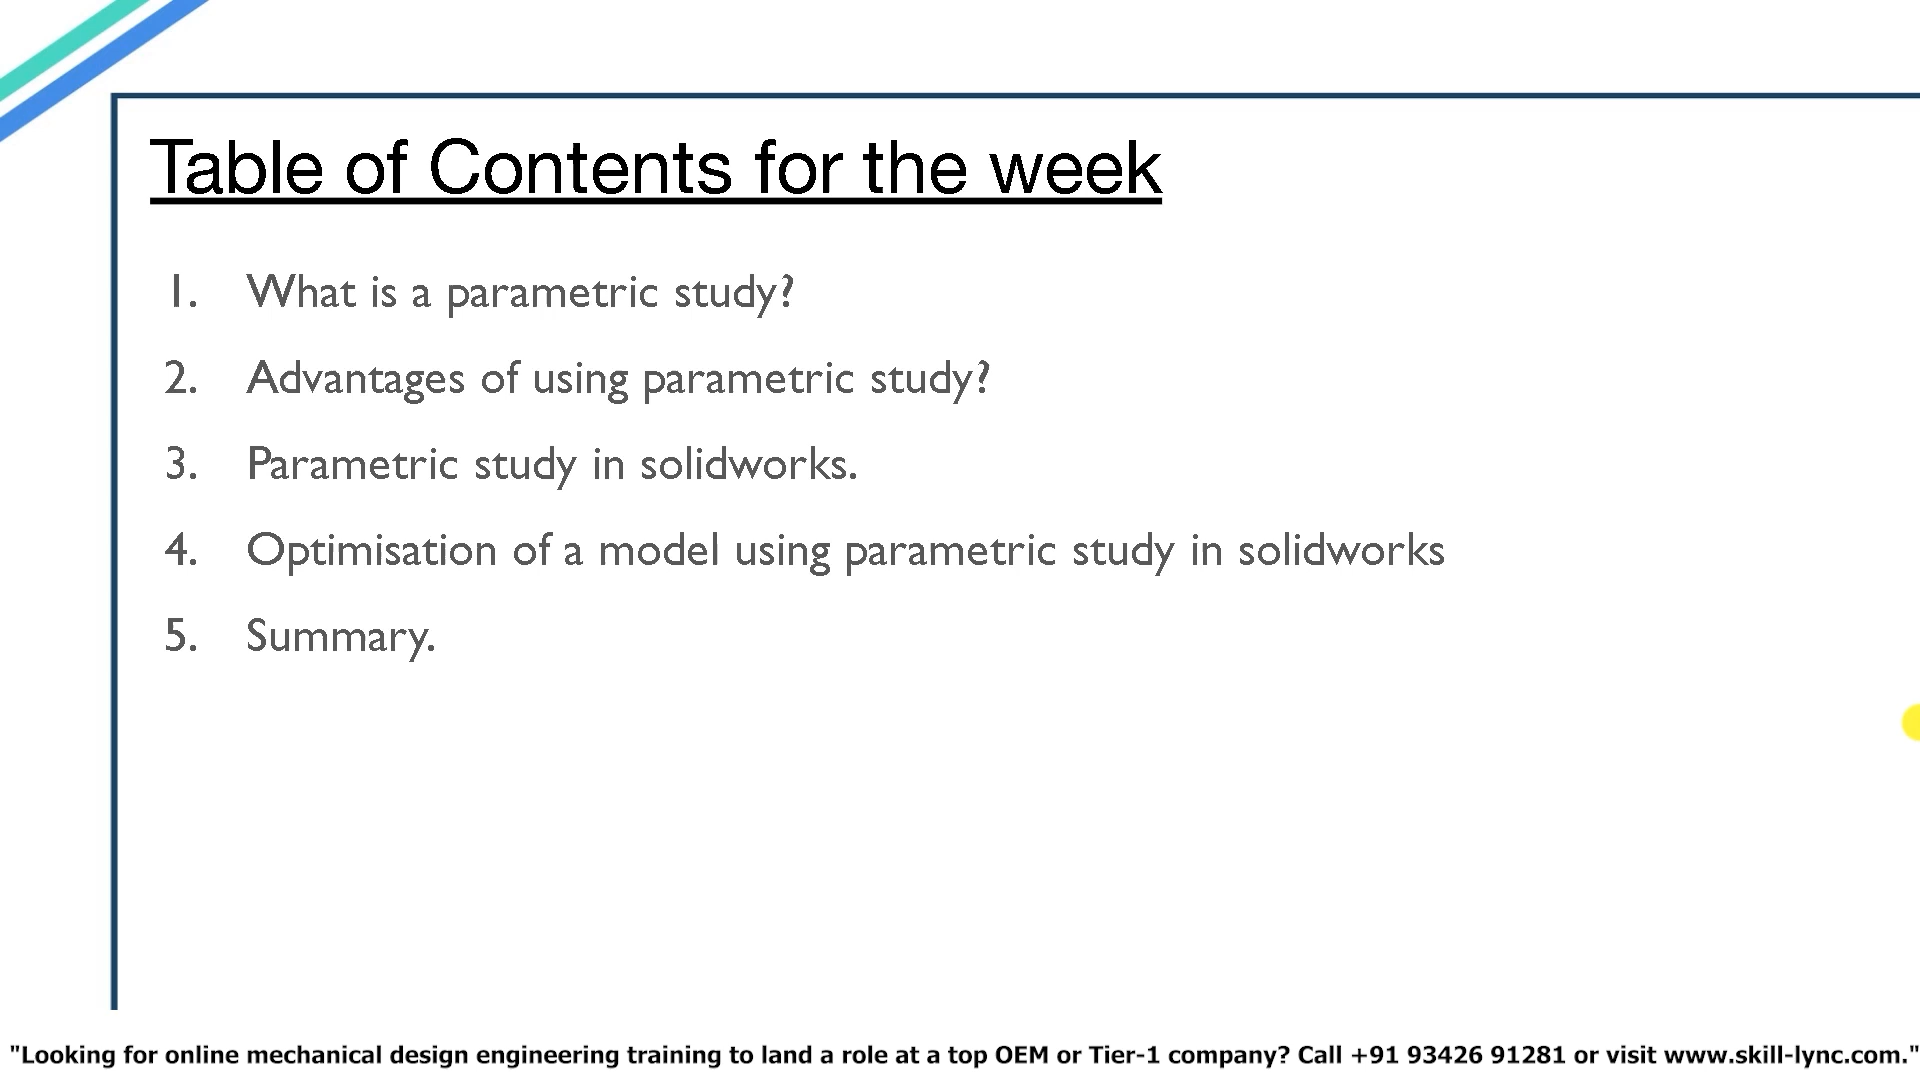 Table of Contents for the week
1. What is a parametric study?
2. Advantages of using parametric study?
3. Parametric study in solidworks.
4. Optimisation of a model using parametric study in solidworks
5. Summary.
"Looking for online mechanical design engineering training to land a role at a top OEM or Tier-1 company? Call +91 93426 91281 or visit www.skill-lync.com."